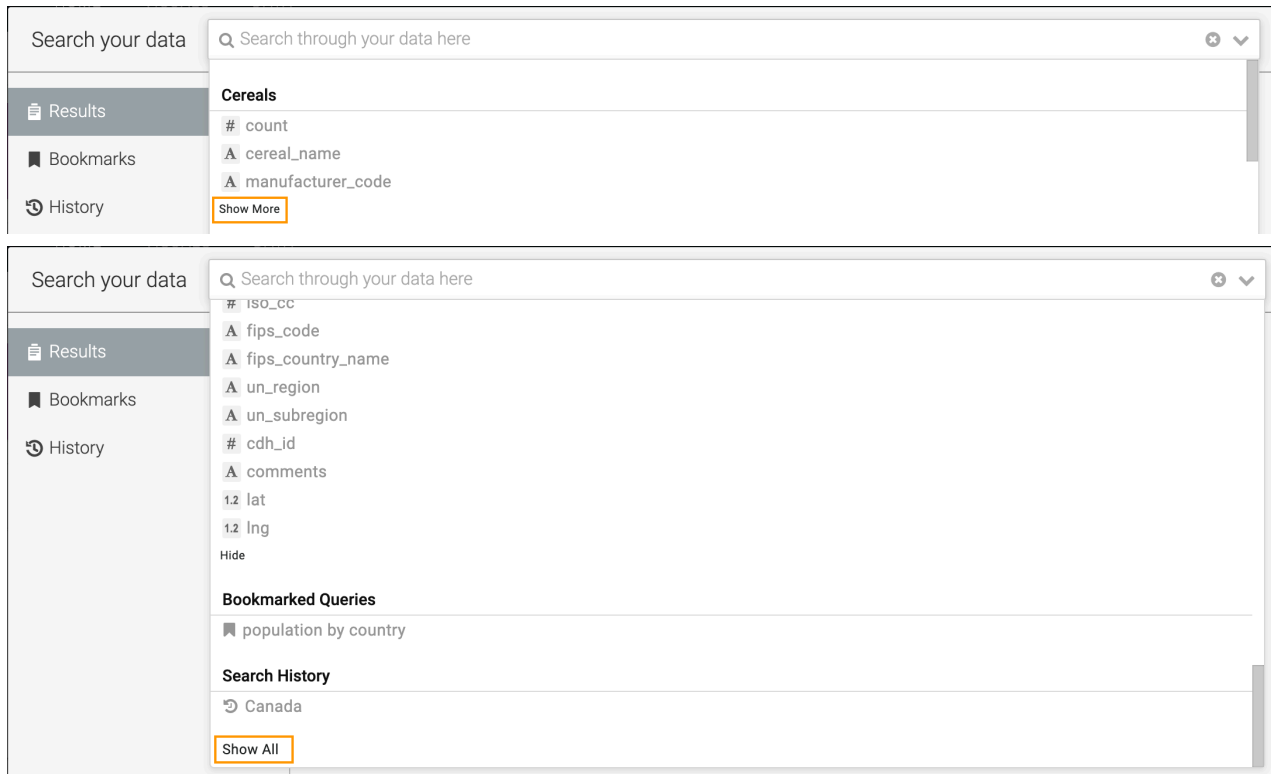 Search your data
Search through your data here
Results
Bookmarks
History
Cereals
# count
A cereal_name
A manufacturer_code
Show More
Search your data
Search through your data here
Results
Bookmarks
History
# iso_cc
A fips_code
A fips_country_name
A un_region
A un_subregion
# cdh_id
A comments
1.2 lat
1.2 lng
Hide
Bookmarked Queries
population by country
Search History
Canada
Show All